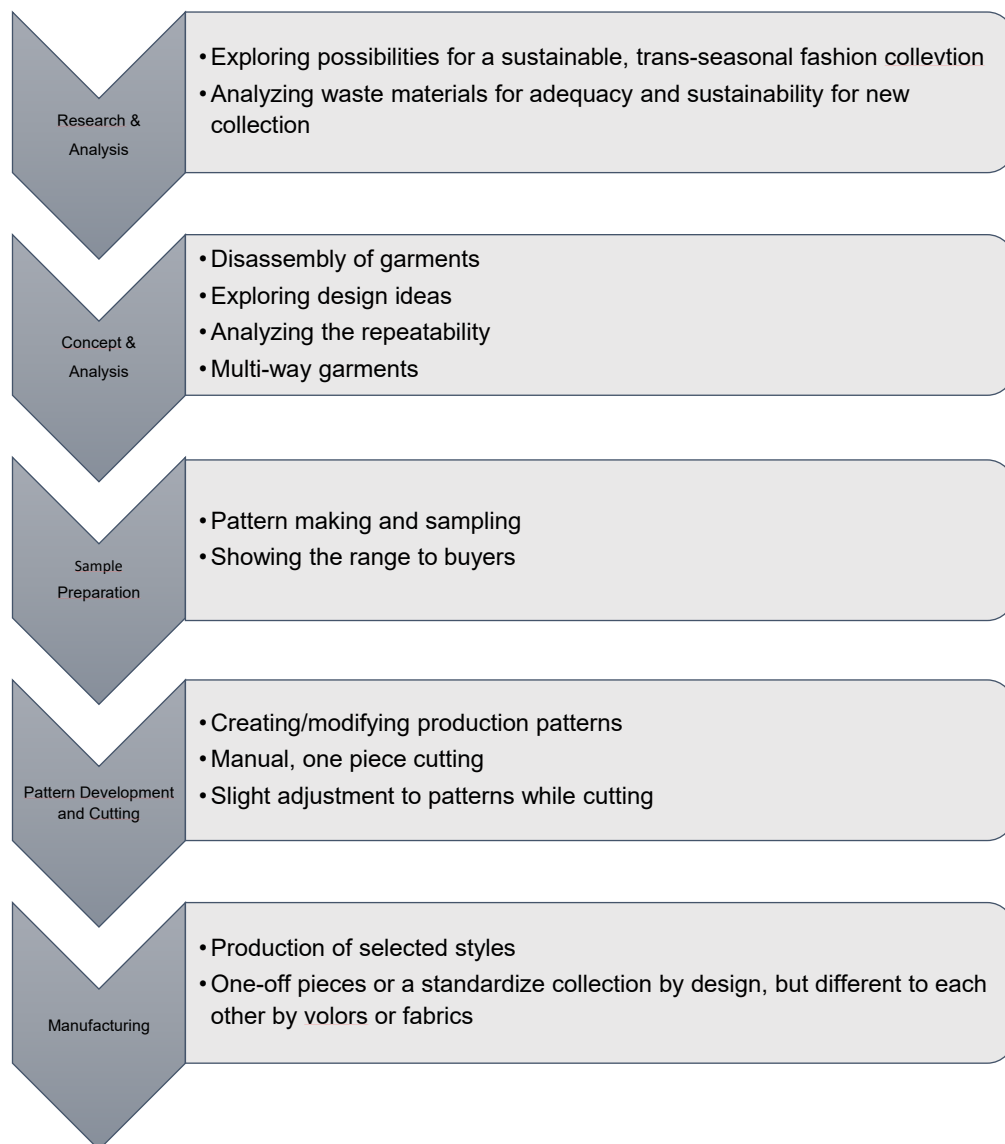 Research &
Analysis
• Exploring possibilities for a sustainable, trans-seasonal fashion collevtion
• Analyzing waste materials for adequacy and sustainability for new
collection
Concept &
Analysis
• Disassembly of garments
• Exploring design ideas
• Analyzing the repeatability
• Multi-way garments
Sample
Preparation
• Pattern making and sampling
• Showing the range to buyers
Pattern Development
and Cutting
• Creating/modifying production patterns
• Manual, one piece cutting
• Slight adjustment to patterns while cutting
Manufacturing
• Production of selected styles
• One-off pieces or a standardize collection by design, but different to each
other by volors or fabrics